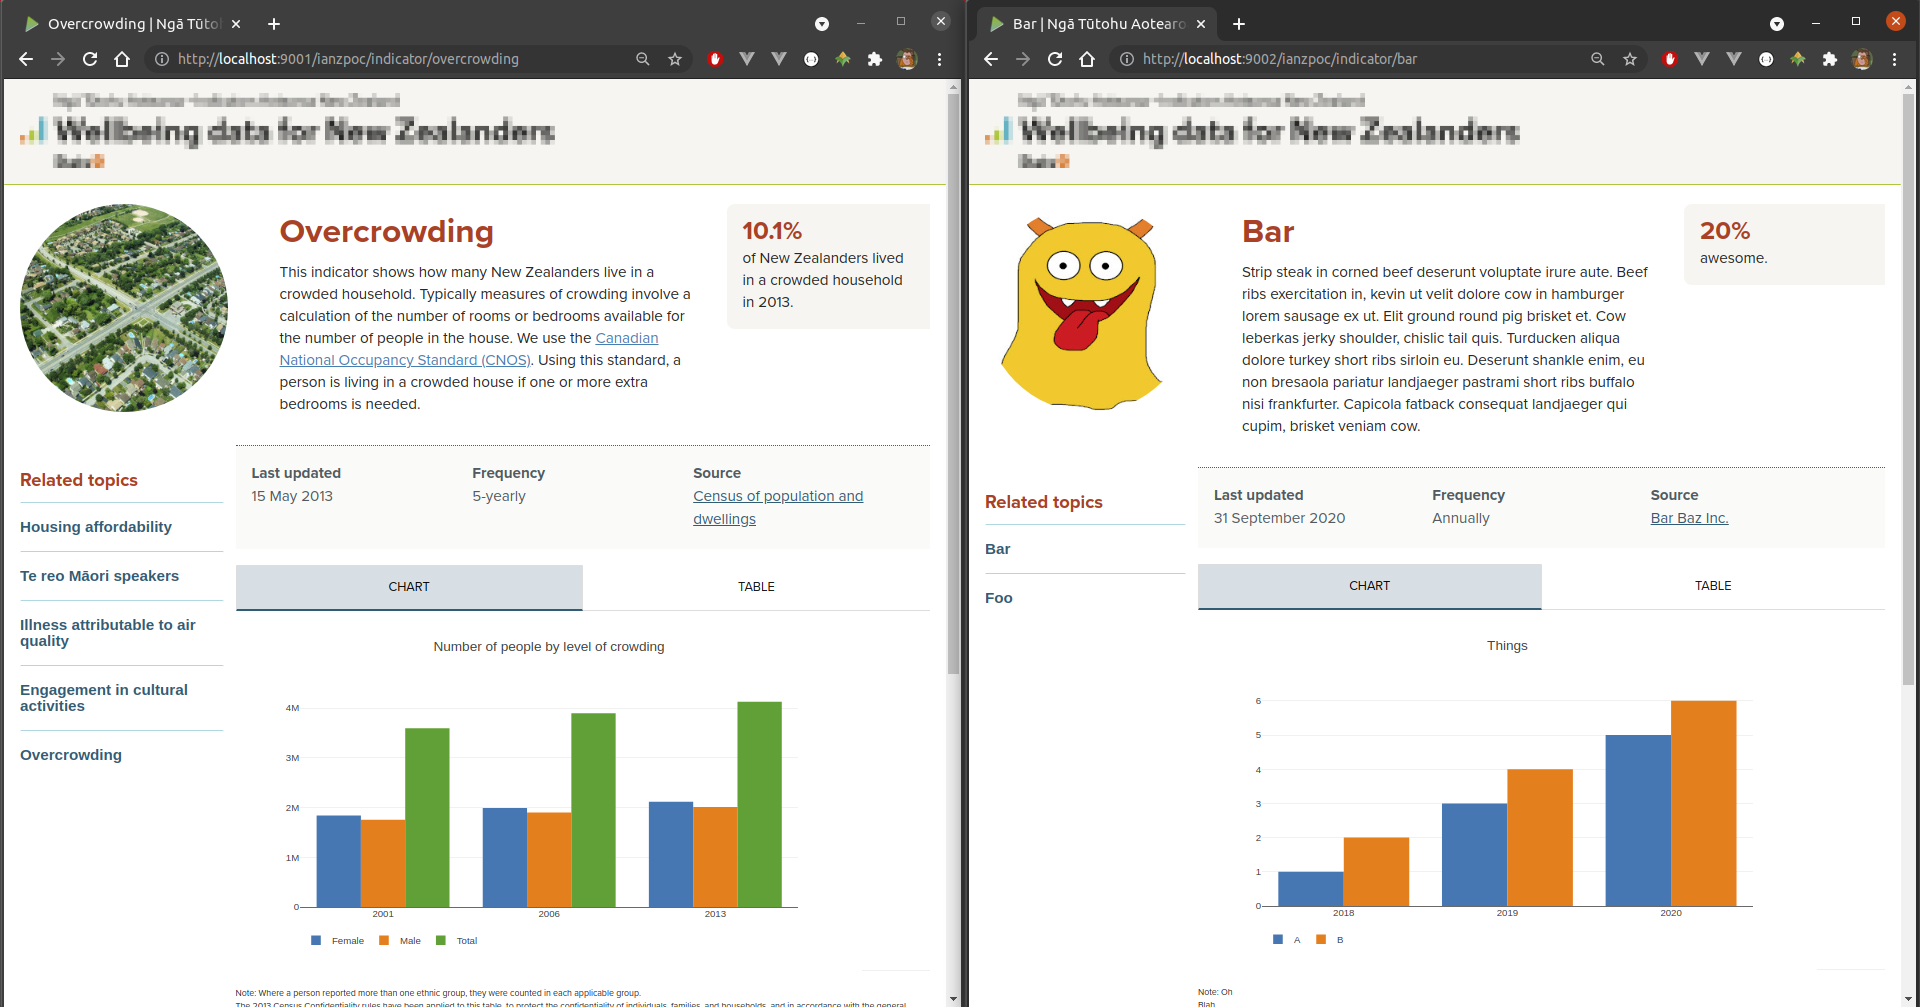 Overcrowding | Ngā Tūto
http://localhost:9001/ianzpoc/indicator/overcrowding
Wellbeing data for New Zealanders
Overcrowding
This indicator shows how many New Zealanders live in a
crowded household. Typically measures of crowding involve a
calculation of the number of rooms or bedrooms available for
the number of people in the house. We use the Canadian
National Occupancy Standard (CNOS). Using this standard, a
person is living in a crowded house if one or more extra
bedrooms is needed.
10.1%
of New Zealanders lived
in a crowded household
in 2013.
Related topics
Housing affordability
Te reo Māori speakers
Illness attributable to air
quality
Engagement in cultural
activities
Overcrowding
Last updated
15 May 2013
Frequency
5-yearly
Source
Census of population and
dwellings
CHART
TABLE
Number of people by level of crowding
4M
3M
2M
1M
0
2001 2006 2013
Female Male Total
Note: Where a person reported more than one ethnic group, they were counted in each applicable group.
The 2013 Census Confidentiality rules have been applied to this table, to protect the confidentiality of individuals, families, and households, and in accordance with the general
Bar | Ngā Tūtohu Aotearo
http://localhost:9002/ianzpoc/indicator/bar
Wellbeing data for New Zealanders
Bar
Strip steak in corned beef deserunt voluptate irure aute. Beef
ribs exercitation in, kevin ut velit dolore cow in hamburger
lorem sausage ex ut. Elit ground round pig brisket et. Cow
leberkas jerky shoulder, chislic tail quis. Turducken aliqua
dolore turkey short ribs sirloin eu. Deserunt shankle enim, eu
non bresaola pariatur landjaeger pastrami short ribs buffalo
nisi frankfurter. Capicola fatback consequat landjaeger qui
cupim, brisket veniam cow.
20%
awesome.
Related topics
Bar
Foo
Last updated
31 September 2020
Frequency
Annually
Source
Bar Baz Inc.
CHART
TABLE
Things
6
5
4
3
2
1
0
2018 2019 2020
A B
Note: Oh
Blah